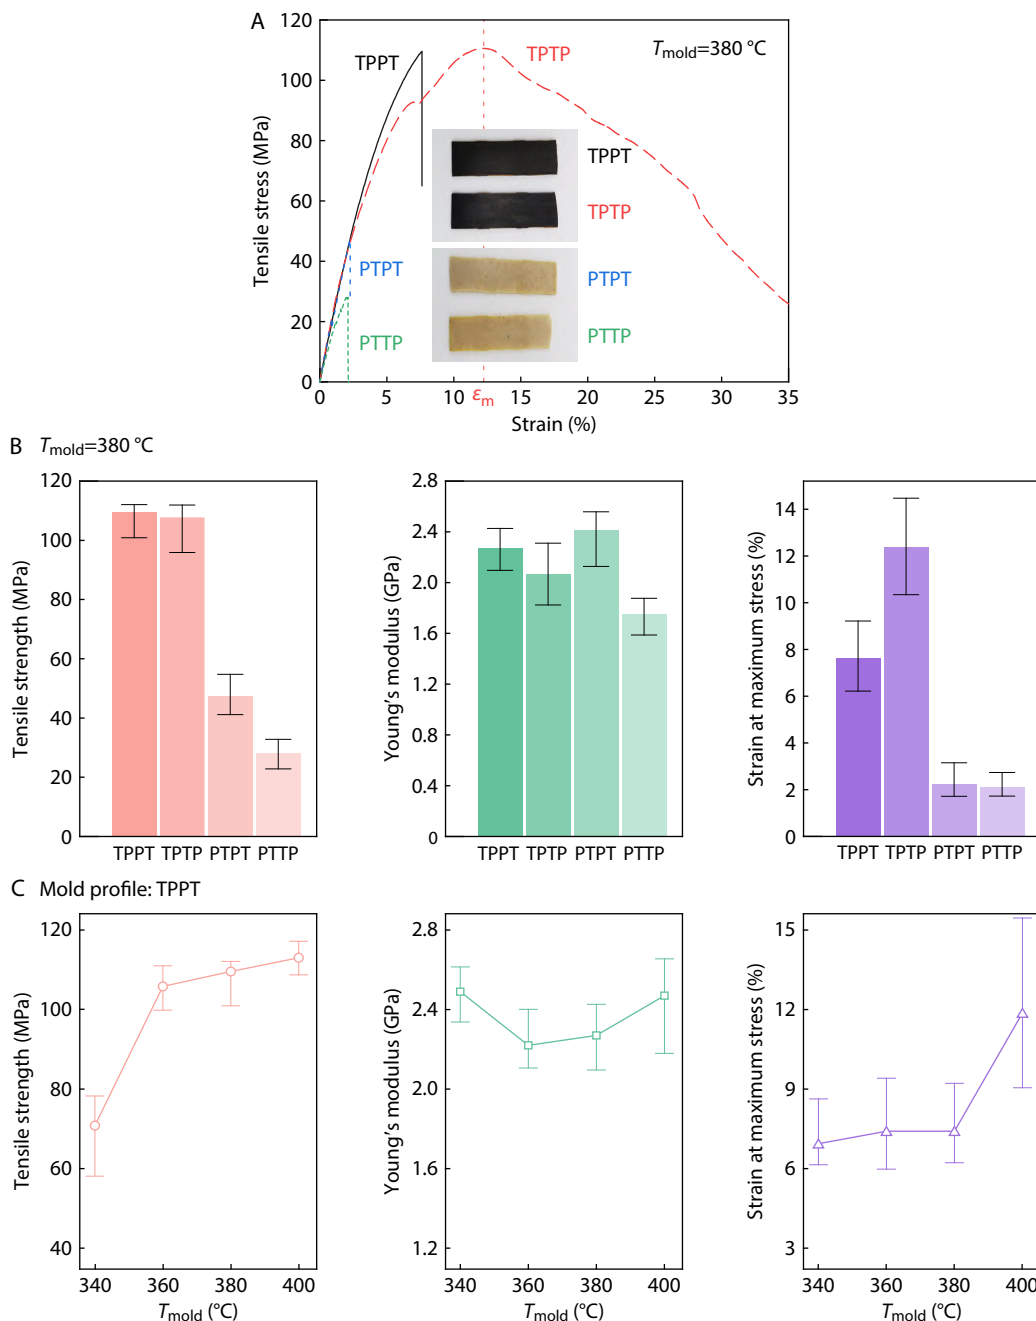 A
T_mold=380 °C
Tensile stress (MPa)
120
100
80
60
40
20
0
TPPT
TPTP
PTPT
PTTP
TPPT
TPTP
PTPT
PTTP
0 5 10 15 20 25 30 35
ε_m
Strain (%)
B T_mold=380 °C
Tensile strength (MPa)
120
100
80
60
40
20
0
TPPT TPTP PTPT PTTP
Young's modulus (GPa)
2.8
2.4
2.0
1.6
1.2
0.8
0.4
0
TPPT TPTP PTPT PTTP
Strain at maximum stress (%)
14
12
10
8
6
4
2
0
TPPT TPTP PTPT PTTP
C Mold profile: TPPT
Tensile strength (MPa)
120
100
80
60
40
340 360 380 400
T_mold (°C)
Young's modulus (GPa)
2.8
2.4
2.0
1.6
1.2
340 360 380 400
T_mold (°C)
Strain at maximum stress (%)
15
12
9
6
3
340 360 380 400
T_mold (°C)